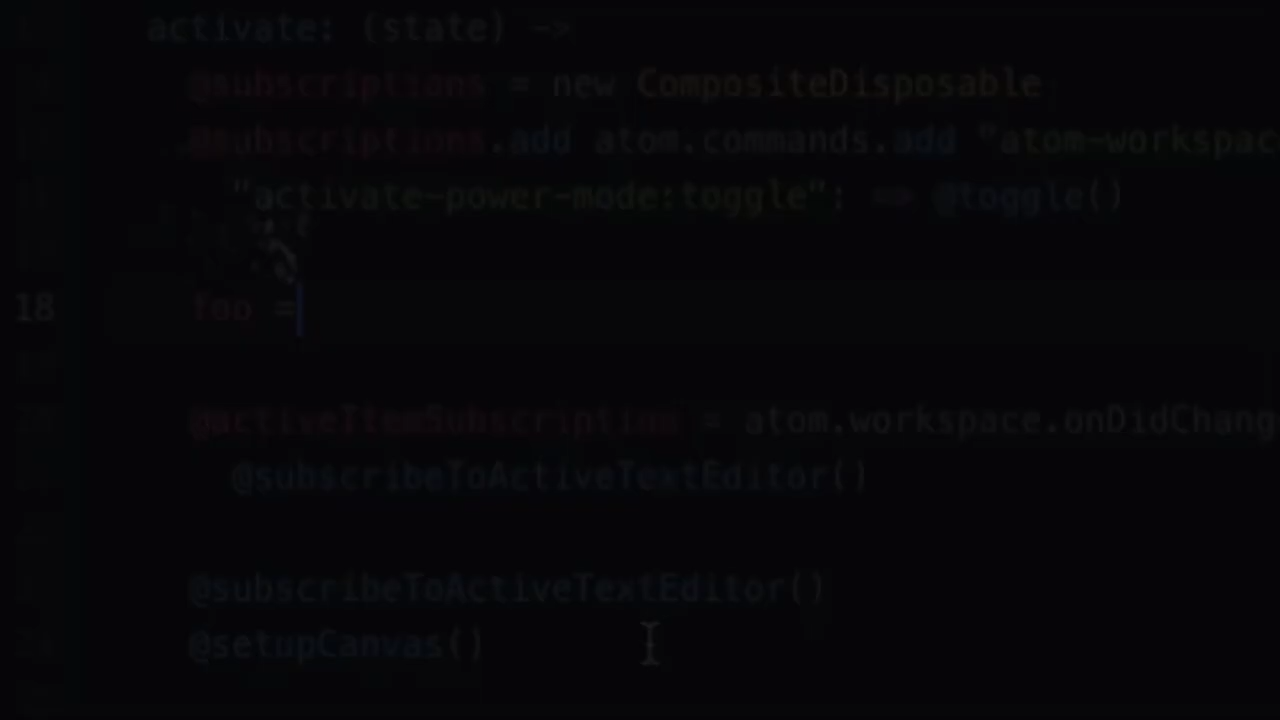 activate: (state) ->
@subscriptions = new CompositeDisposable
@subscriptions.add atom.commands.add "atom-workspac
"activate-power-mode:toggle": => @toggle()
18 foo =
@activeItemSubscription = atom.workspace.onDidChang
@subscribeToActiveTextEditor()
@subscribeToActiveTextEditor()
@setupCanvas()